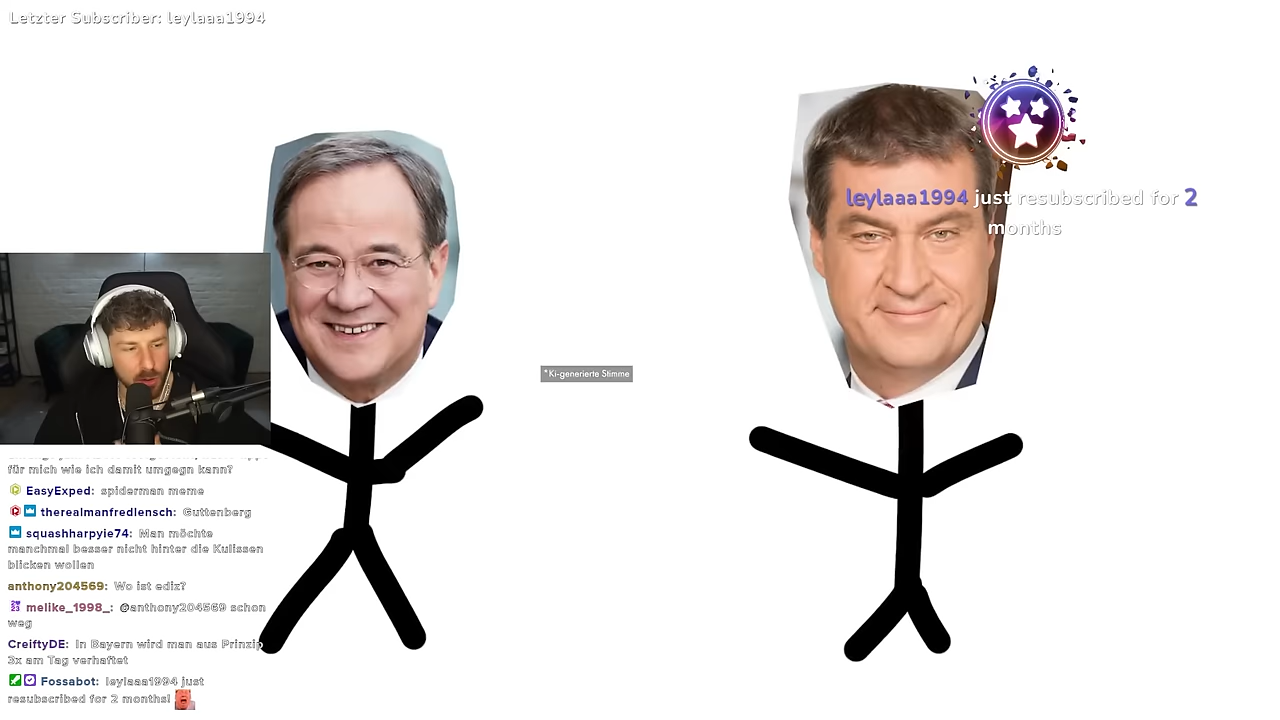 Letzter Subscriber: leylaaa1994
leylaaa1994 just resubscribed for 2
months
*Ki-generierte Stimme
für mich wie ich damit umgegn kann?
EasyExped: spiderman meme
therealmanfredlensch: Guttenberg
squashharpyie74: Man möchte
manchmal besser nicht hinter die Kulissen
blicken wollen
anthony204569: Wo ist ediz?
melike_1998_: @anthony204569 schon
weg
CreiftyDE: In Bayern wird man aus Prinzip
3x am Tag verhaftet
Fossabot: leylaaa1994 just
resubscribed for 2 months!